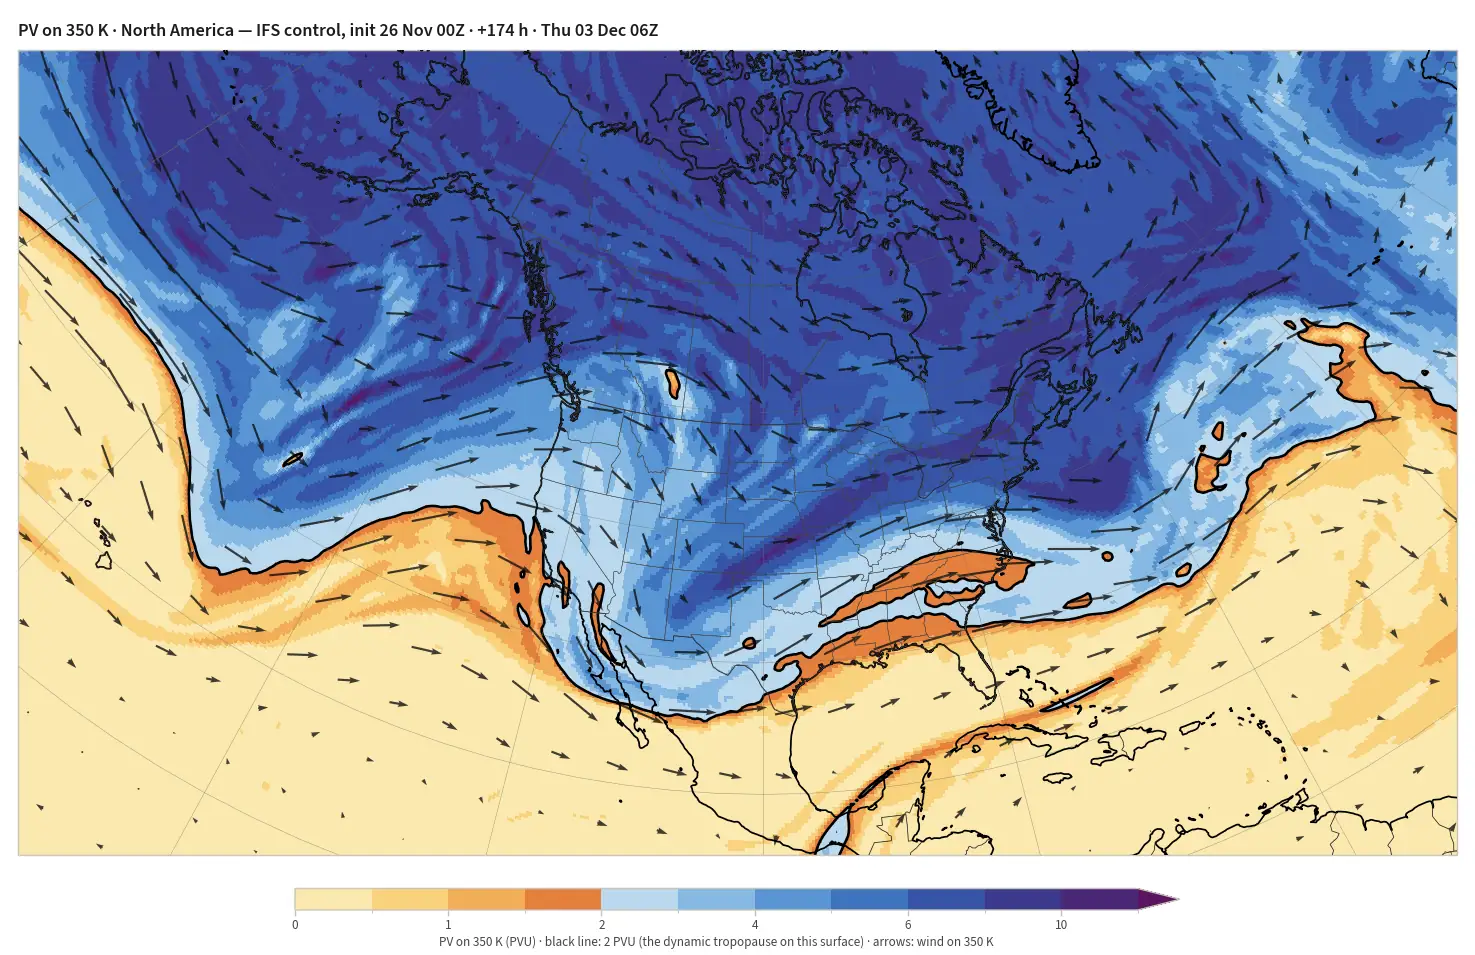 PV on 350 K · North America — IFS control, init 26 Nov 00Z · +174 h · Thu 03 Dec 06Z
0 1 2 4 6 10
PV on 350 K (PVU) · black line: 2 PVU (the dynamic tropopause on this surface) · arrows: wind on 350 K